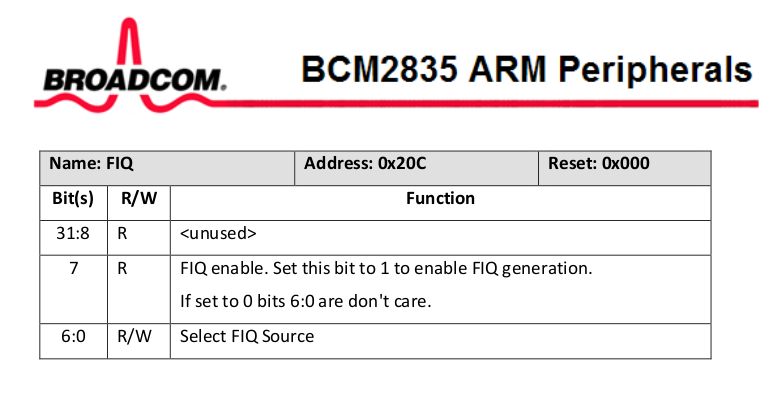 BROADCOM.
BCM2835 ARM Peripherals
Name: FIQ Address: 0x20C Reset: 0x000
Bit(s) R/W Function
31:8 R <unused>
7 R FIQ enable. Set this bit to 1 to enable FIQ generation.
If set to 0 bits 6:0 are don't care.
6:0 R/W Select FIQ Source